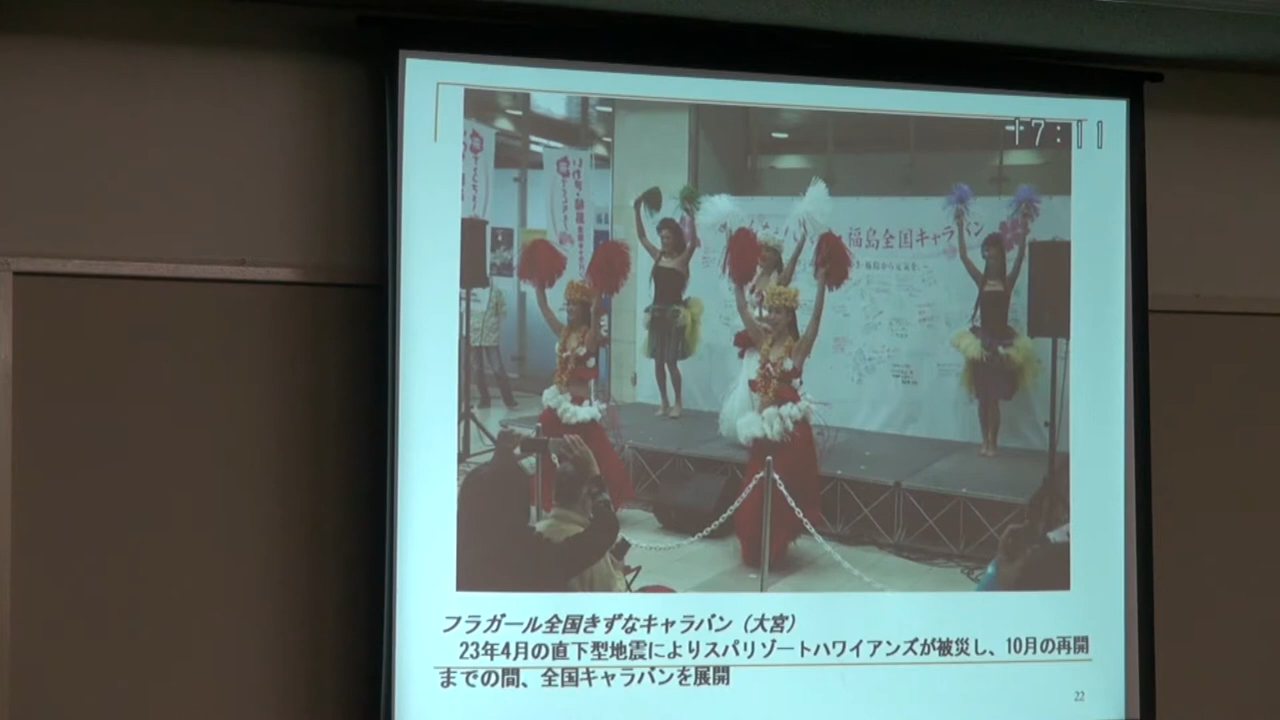 17:11
福島全国キャラバン
フラガール全国きずなキャラバン（大宮）
23年4月の直下型地震によりスパリゾートハワイアンズが被災し、10月の再開
までの間、全国キャラバンを展開
22